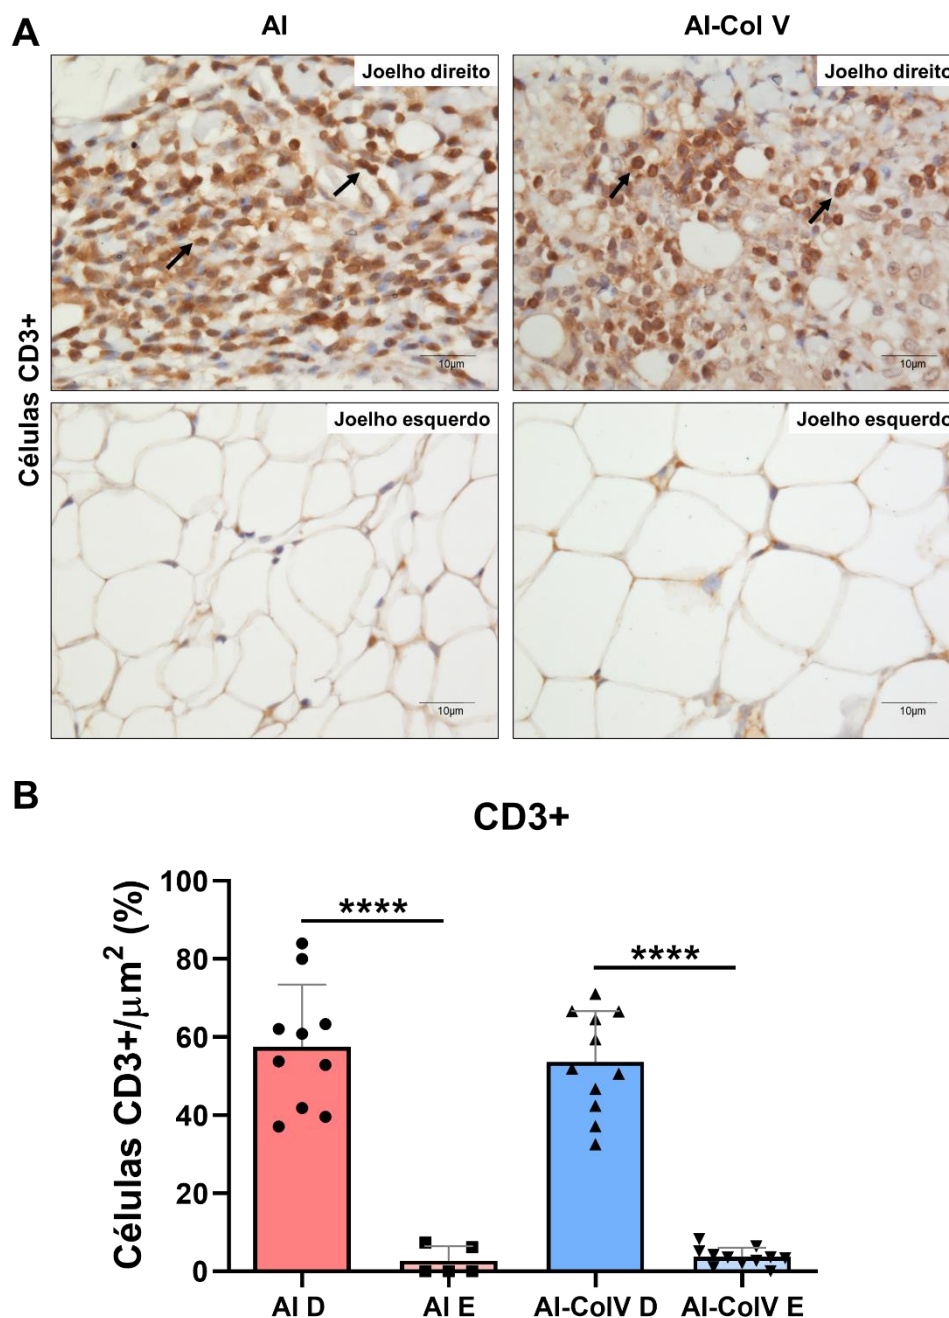 A
AI
AI-Col V
Células CD3+
Joelho direito
Joelho direito
10µm
10µm
Joelho esquerdo
Joelho esquerdo
10µm
10µm
B
CD3+
Células CD3+/µm² (%)
100
80
60
40
20
0
****
****
AI D
AI E
AI-ColV D
AI-ColV E